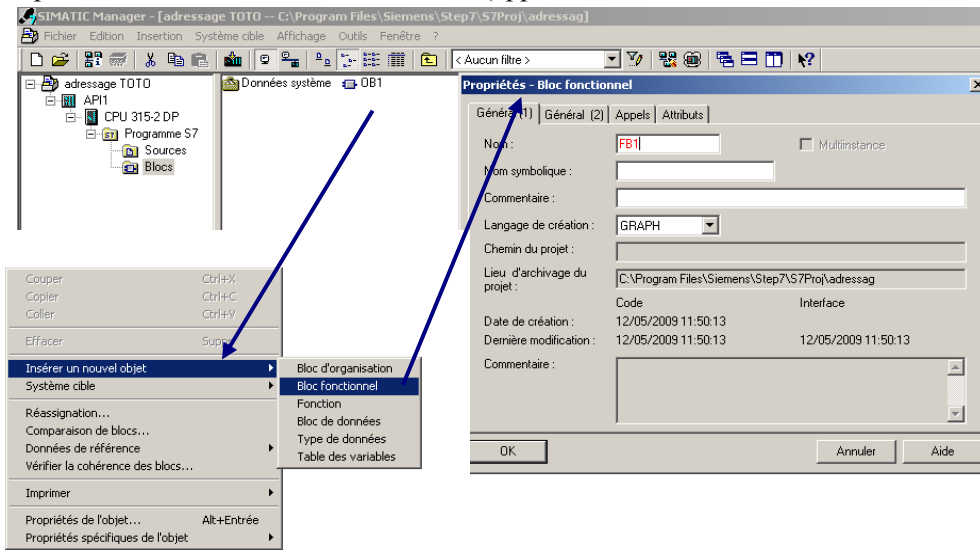 SIMATIC Manager - [adressage TOTO -- C:\Program Files\Siemens\Step7\S7Proj\adressag]
Fichier Edition Insertion Système cible Affichage Outils Fenêtre ?
< Aucun filtre >
adressage TOTO
API1
CPU 315-2 DP
Programme S7
Sources
Blocs
Données système OB1
Propriétés - Bloc fonctionnel
Général (1) Général (2) Appels Attributs
Nom : FB1 Multiinstance
Nom symbolique :
Commentaire :
Langage de création : GRAPH
Chemin du projet :
Lieu d'archivage du
projet : C:\Program Files\Siemens\Step7\S7Proj\adressag
Code Interface
Date de création : 12/05/2009 11:50:13
Dernière modification : 12/05/2009 11:50:13 12/05/2009 11:50:13
Commentaire :
OK Annuler Aide
Couper Ctrl+X
Copier Ctrl+C
Coller Ctrl+V
Effacer Suppr
Insérer un nouvel objet
Système cible
Réassignation...
Comparaison de blocs...
Données de référence
Vérifier la cohérence des blocs...
Imprimer
Propriétés de l'objet... Alt+Entrée
Propriétés spécifiques de l'objet
Bloc d'organisation
Bloc fonctionnel
Fonction
Bloc de données
Type de données
Table des variables